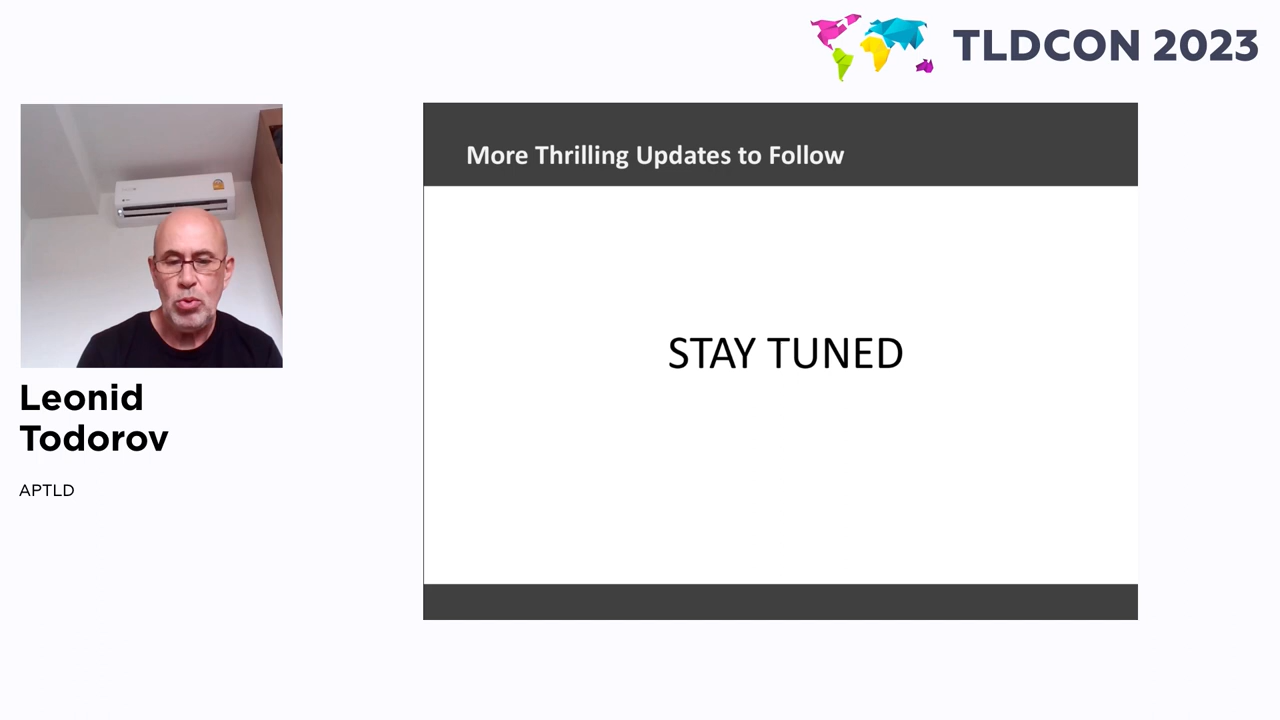 TLDCON 2023
More Thrilling Updates to Follow
STAY TUNED
Leonid
Todorov
APTLD